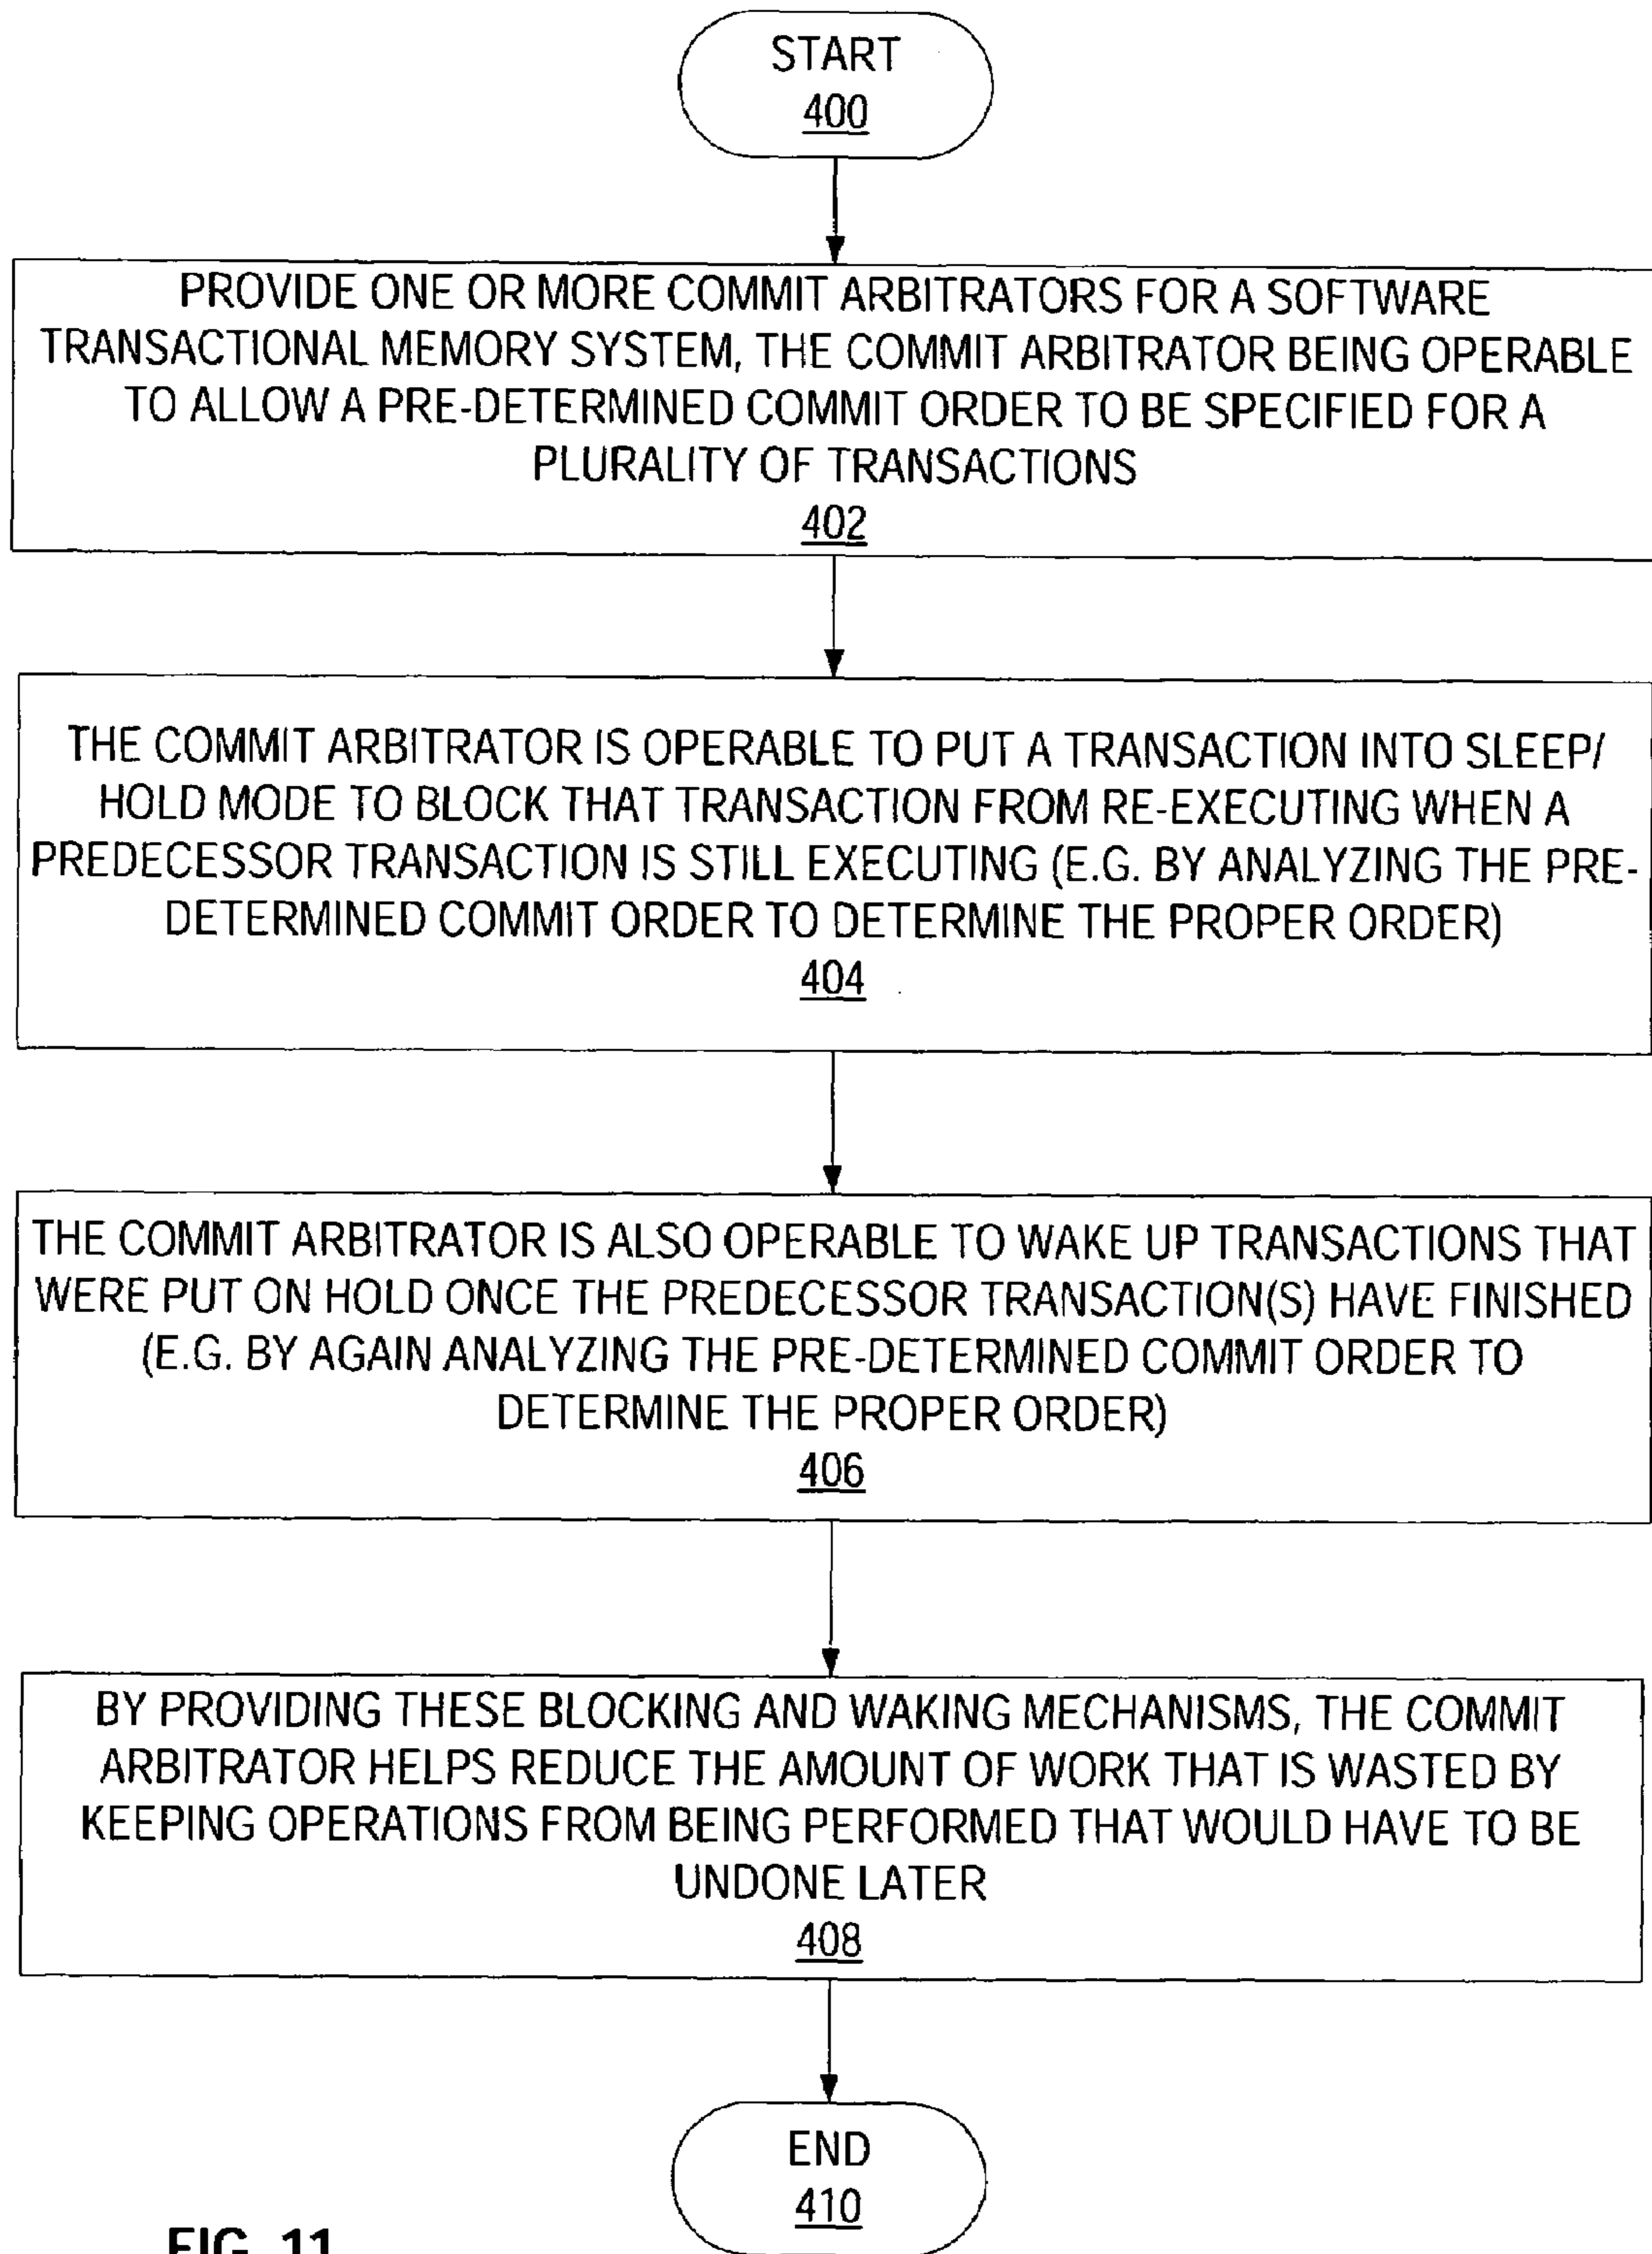 START
400
PROVIDE ONE OR MORE COMMIT ARBITRATORS FOR A SOFTWARE
TRANSACTIONAL MEMORY SYSTEM, THE COMMIT ARBITRATOR BEING OPERABLE
TO ALLOW A PRE-DETERMINED COMMIT ORDER TO BE SPECIFIED FOR A
PLURALITY OF TRANSACTIONS
402
THE COMMIT ARBITRATOR IS OPERABLE TO PUT A TRANSACTION INTO SLEEP/
HOLD MODE TO BLOCK THAT TRANSACTION FROM RE-EXECUTING WHEN A
PREDECESSOR TRANSACTION IS STILL EXECUTING (E.G. BY ANALYZING THE PRE-
DETERMINED COMMIT ORDER TO DETERMINE THE PROPER ORDER)
404
THE COMMIT ARBITRATOR IS ALSO OPERABLE TO WAKE UP TRANSACTIONS THAT
WERE PUT ON HOLD ONCE THE PREDECESSOR TRANSACTION(S) HAVE FINISHED
(E.G. BY AGAIN ANALYZING THE PRE-DETERMINED COMMIT ORDER TO
DETERMINE THE PROPER ORDER)
406
BY PROVIDING THESE BLOCKING AND WAKING MECHANISMS, THE COMMIT
ARBITRATOR HELPS REDUCE THE AMOUNT OF WORK THAT IS WASTED BY
KEEPING OPERATIONS FROM BEING PERFORMED THAT WOULD HAVE TO BE
UNDONE LATER
408
END
410
FIG. 11